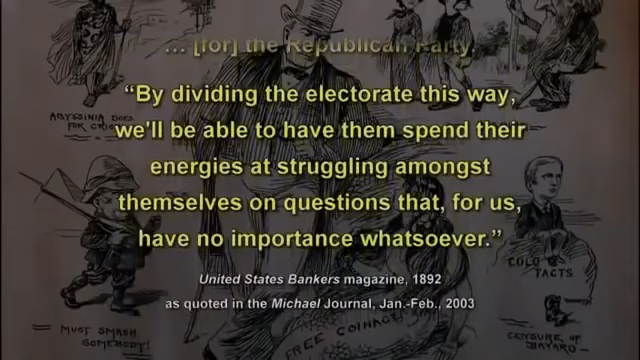 … [for] the Republican Party.
“By dividing the electorate this way,
we'll be able to have them spend their
energies at struggling amongst
themselves on questions that, for us,
have no importance whatsoever.”
United States Bankers magazine, 1892
as quoted in the Michael Journal, Jan.-Feb., 2003
ABYSSINIA DOES
FOR CRISPI
COLD
FACTS
MUST SMASH
SOMEBODY!
FREE COINAGE
CENSURE OF
BAYARD